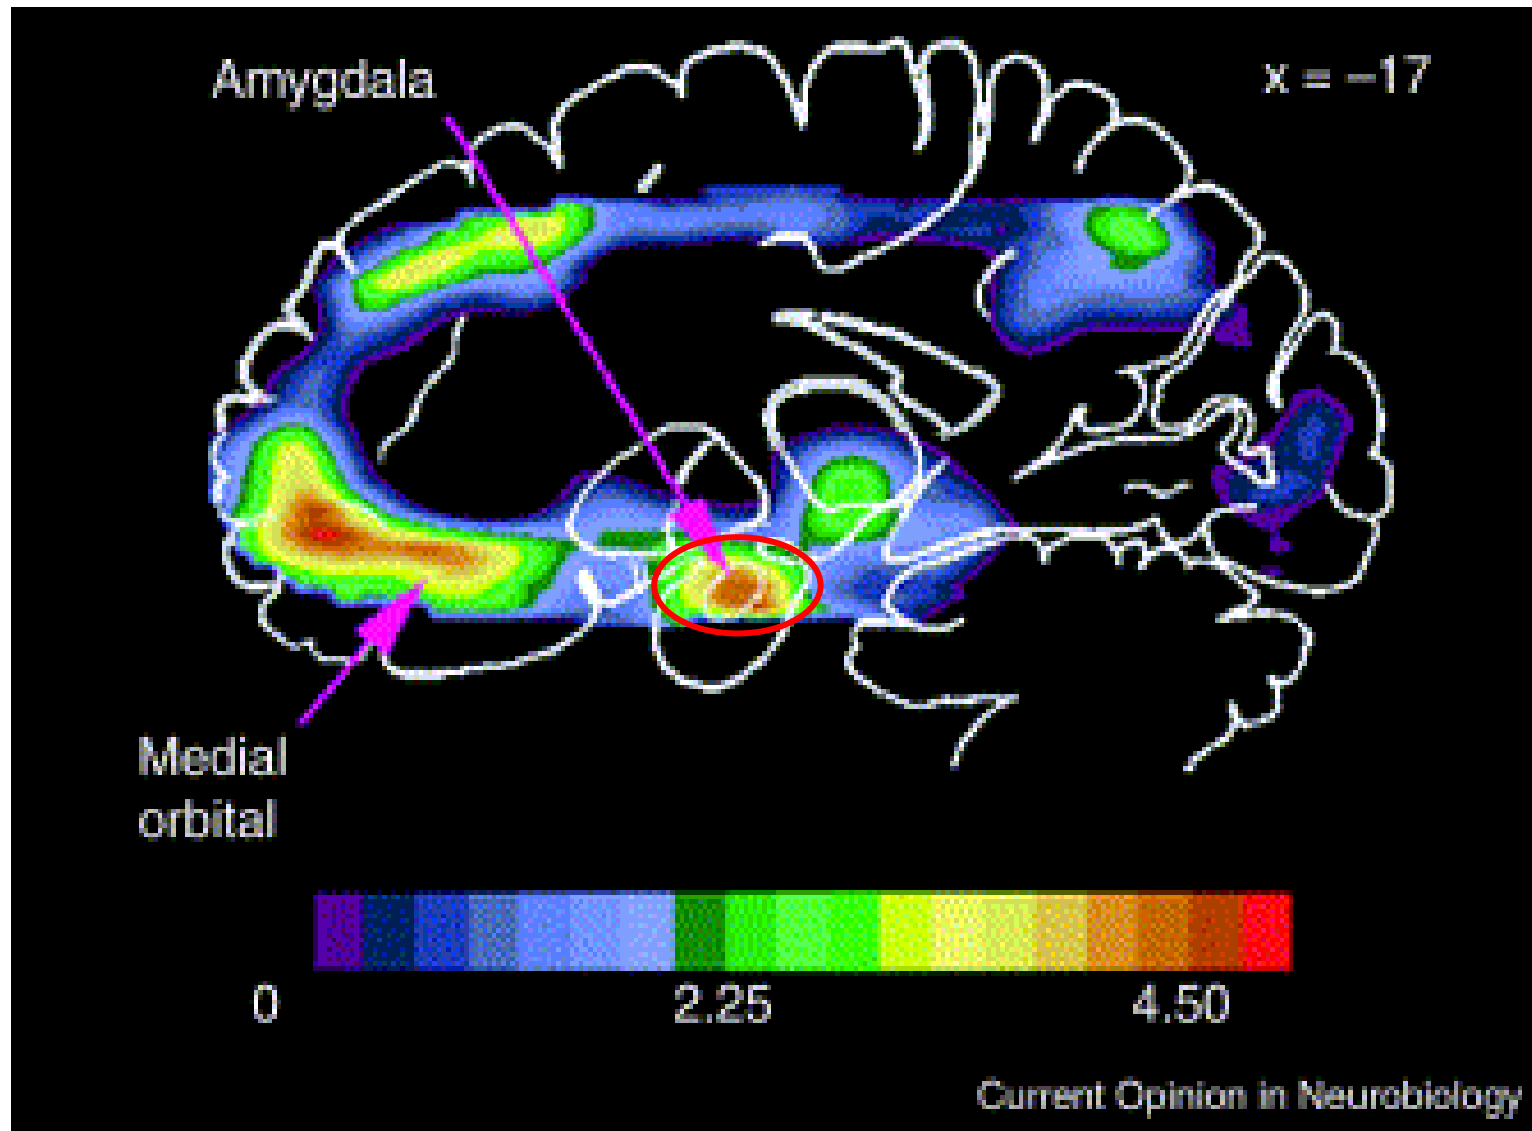 Amygdala
x = –17
Medial
orbital
0 2.25 4.50
Current Opinion in Neurobiology